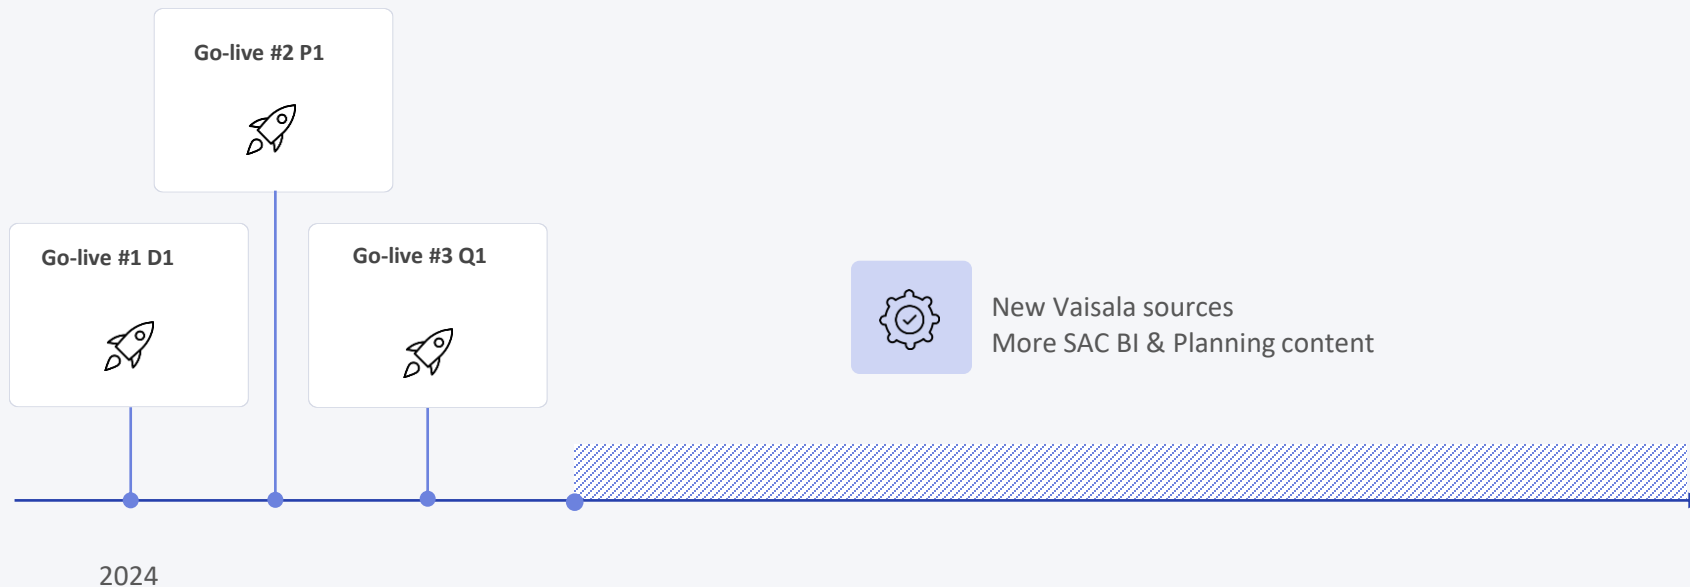 Go-live #2 P1
Go-live #1 D1
Go-live #3 Q1
New Vaisala sources
More SAC BI & Planning content
2024